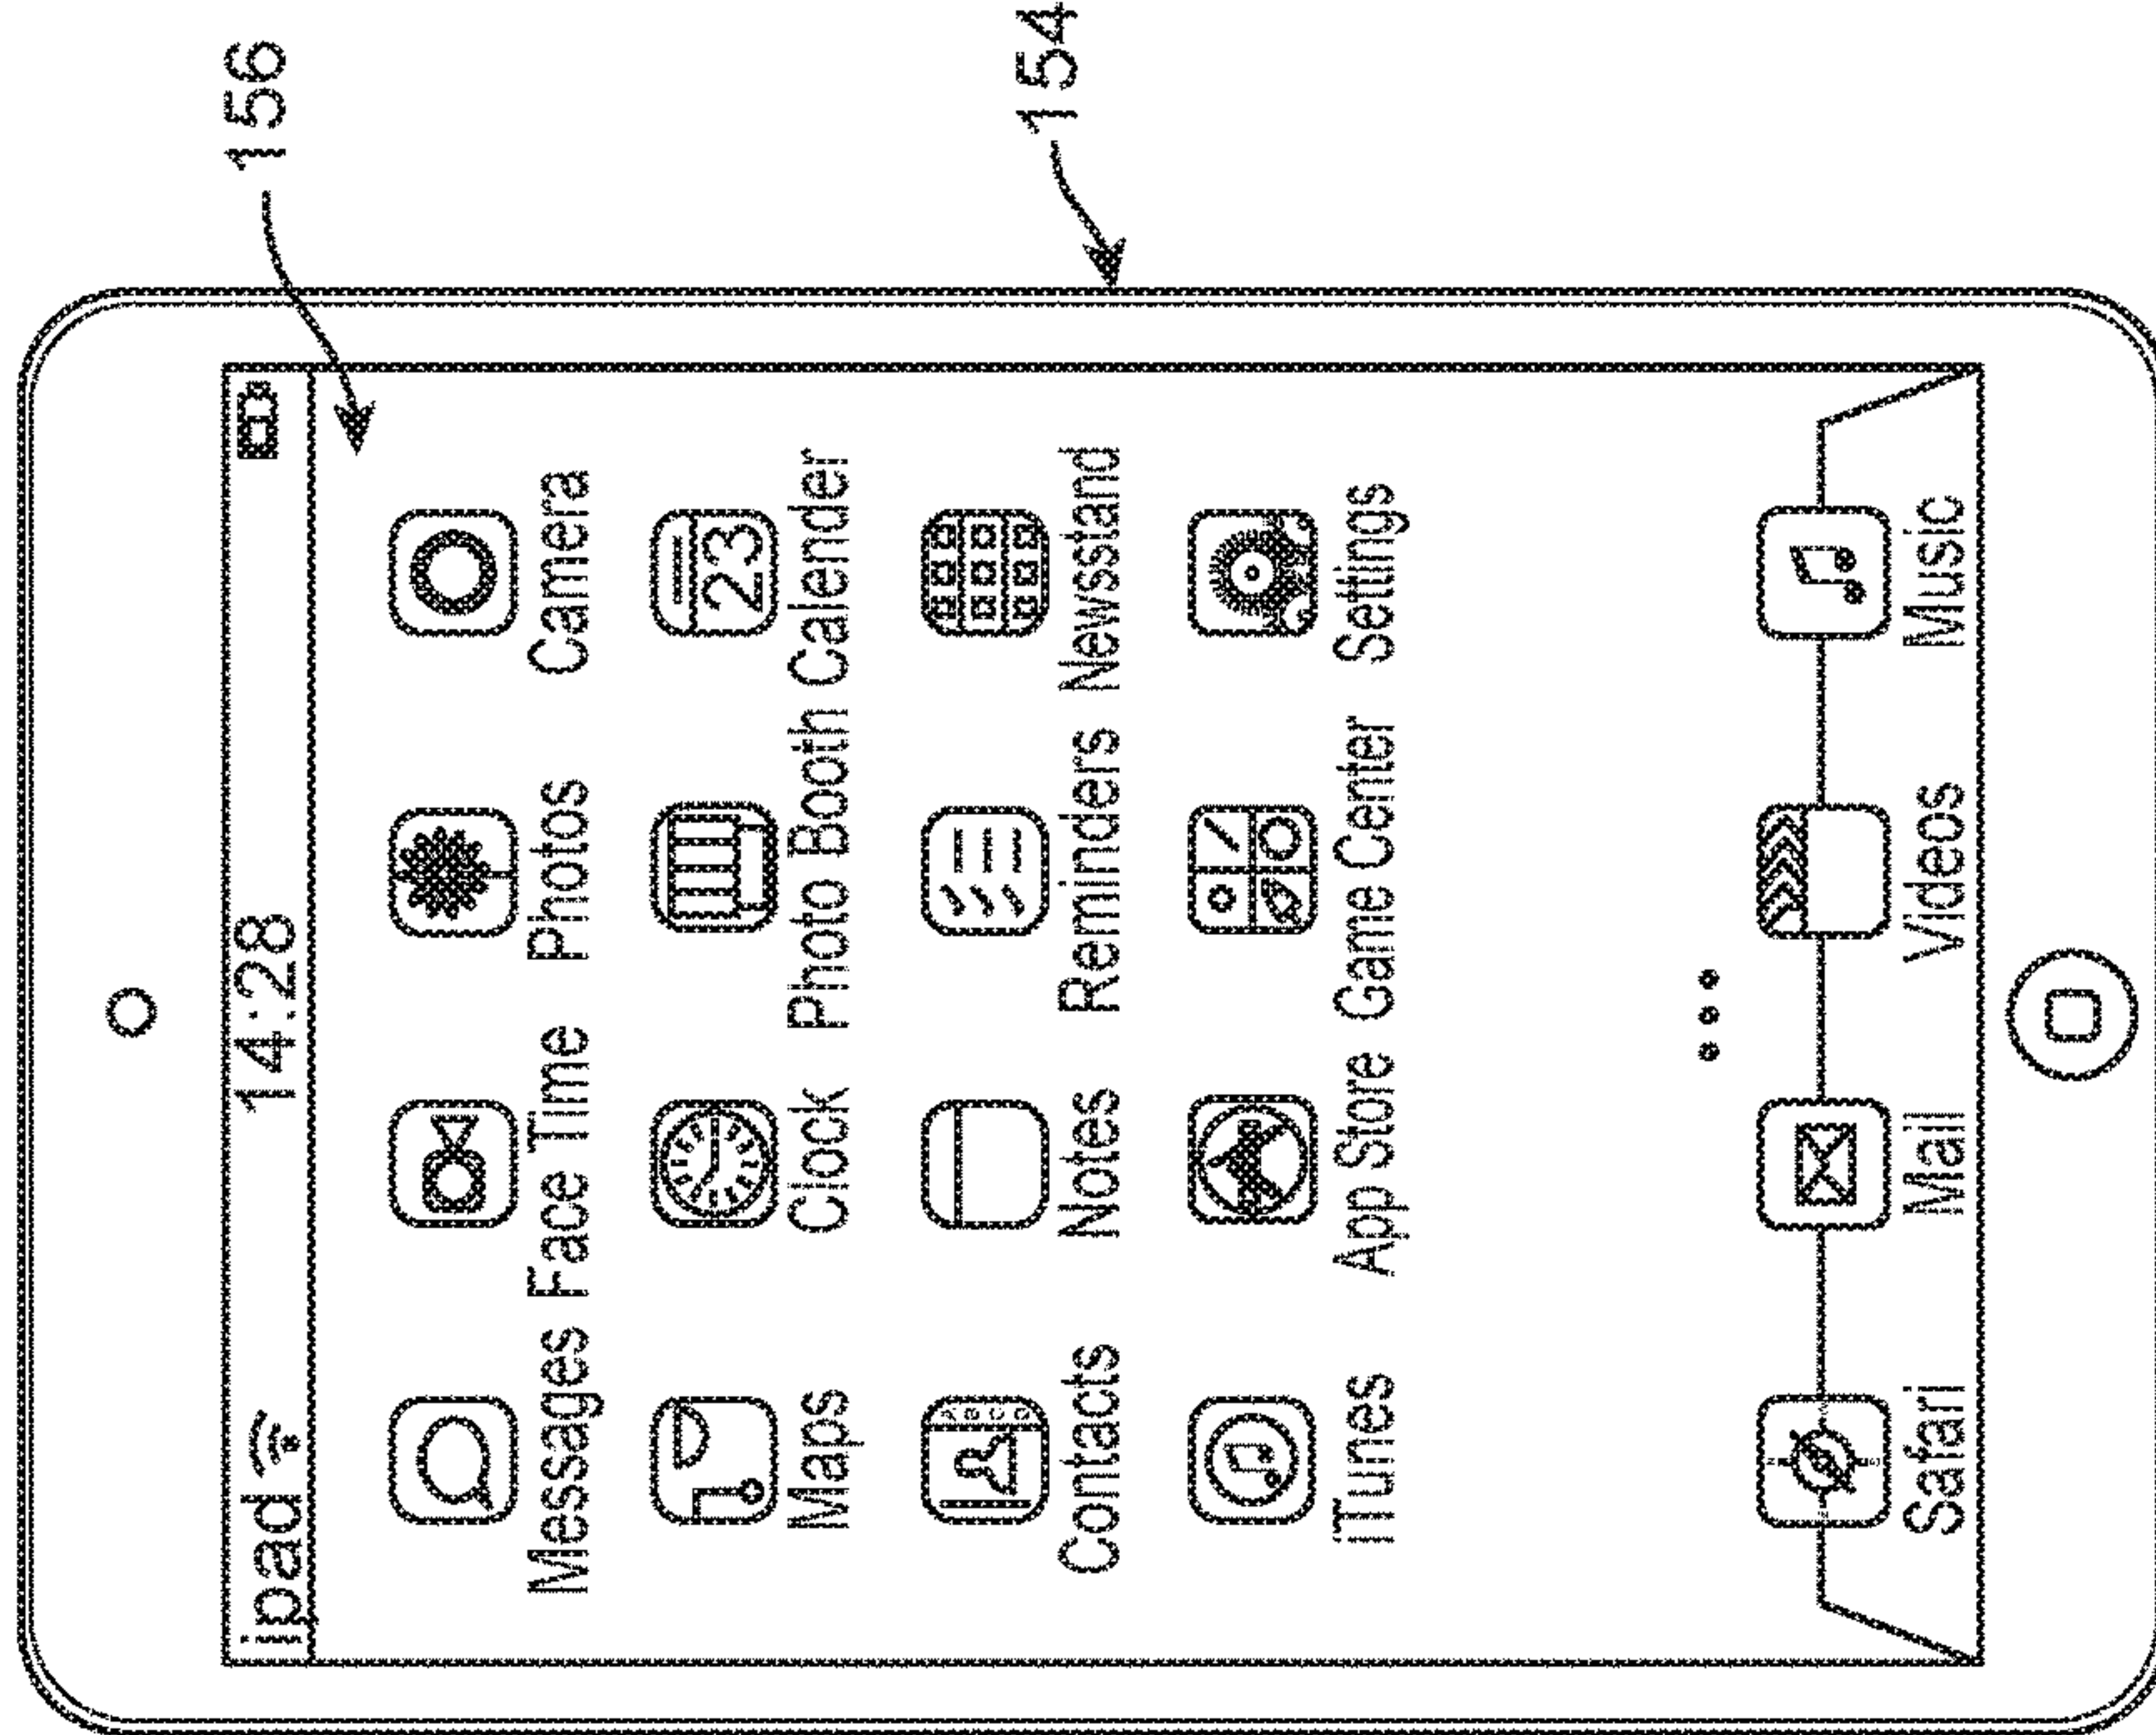 156
154
ipad 14:28
Messages Face Time Photos Camera
23
Maps Clock Photo Booth Calender
A B C D
Contacts Notes Reminders Newsstand
iTunes App Store Game Center Settings
Safari Mail Videos Music